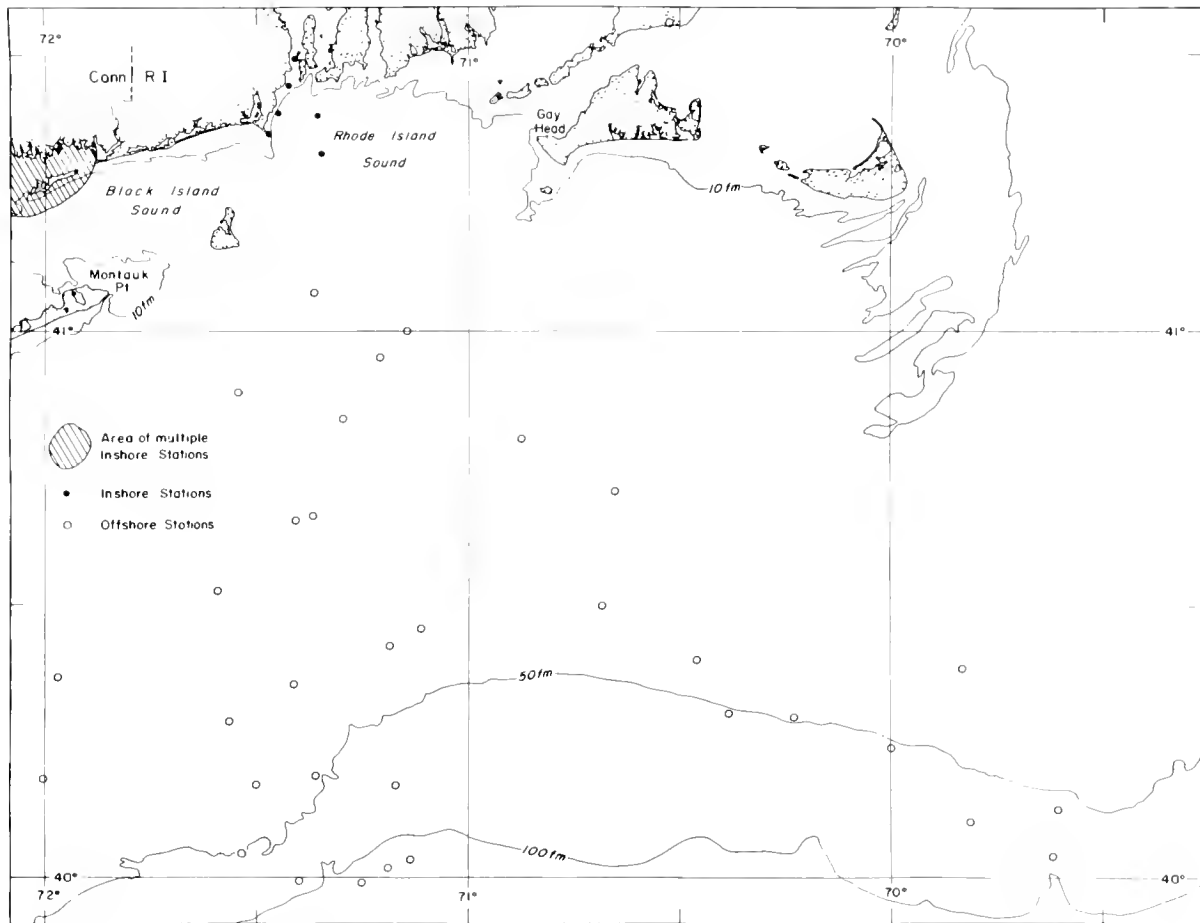 72°
71°
70°
Conn R I
Gay
Head
Rhode Island
Sound
Black Island
Sound
10 fm
Montauk
Pt
10 fm
41°
41°
Area of multiple
Inshore Stations
Inshore Stations
Offshore Stations
50 fm
100 fm
40°
40°
72°
71°
70°